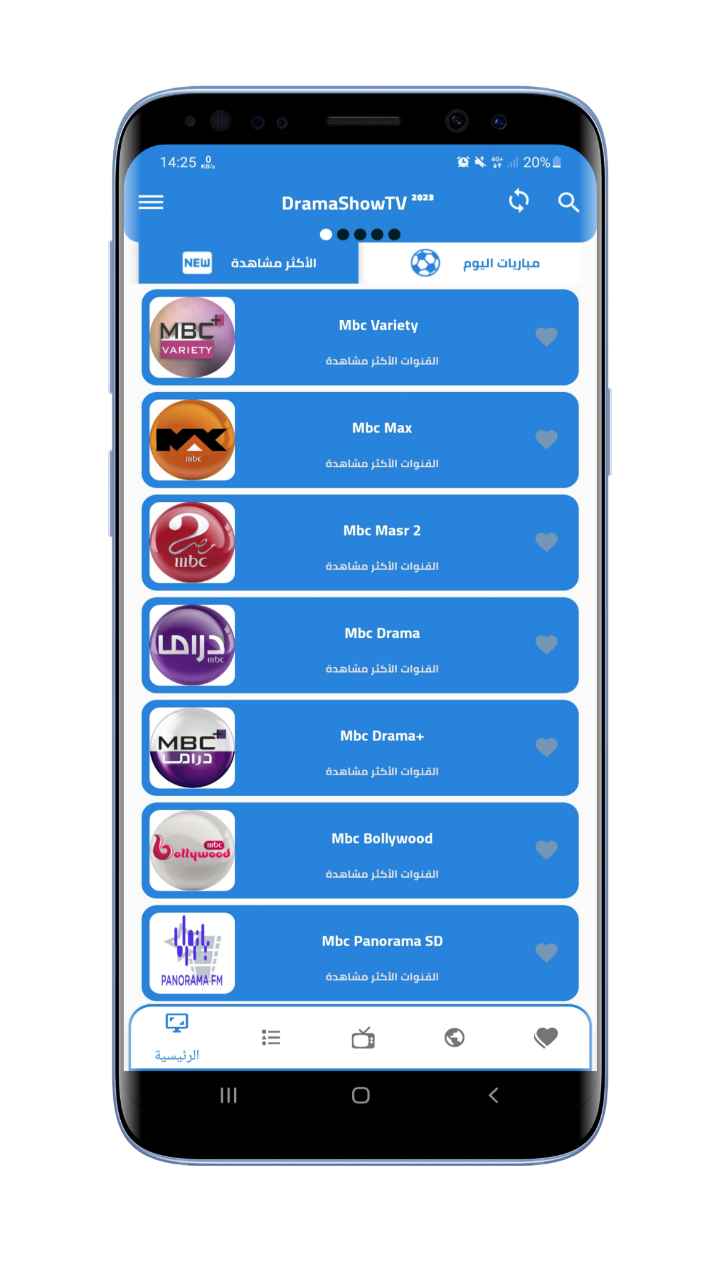 14:25 0 KB/s 4G+ 20%
DramaShowTV 2023
NEW الأكثر مشاهدة
مباريات اليوم
MBC+ VARIETY
Mbc Variety
القنوات الأكثر مشاهدة
MAX
mbc
Mbc Max
القنوات الأكثر مشاهدة
2
مصر
mbc
Mbc Masr 2
القنوات الأكثر مشاهدة
دراما
mbc
Mbc Drama
القنوات الأكثر مشاهدة
MBC+
دراما
Mbc Drama+
القنوات الأكثر مشاهدة
mbc
Bollywood
Mbc Bollywood
القنوات الأكثر مشاهدة
بانوراما
PANORAMA FM
Mbc Panorama SD
القنوات الأكثر مشاهدة
الرئيسية